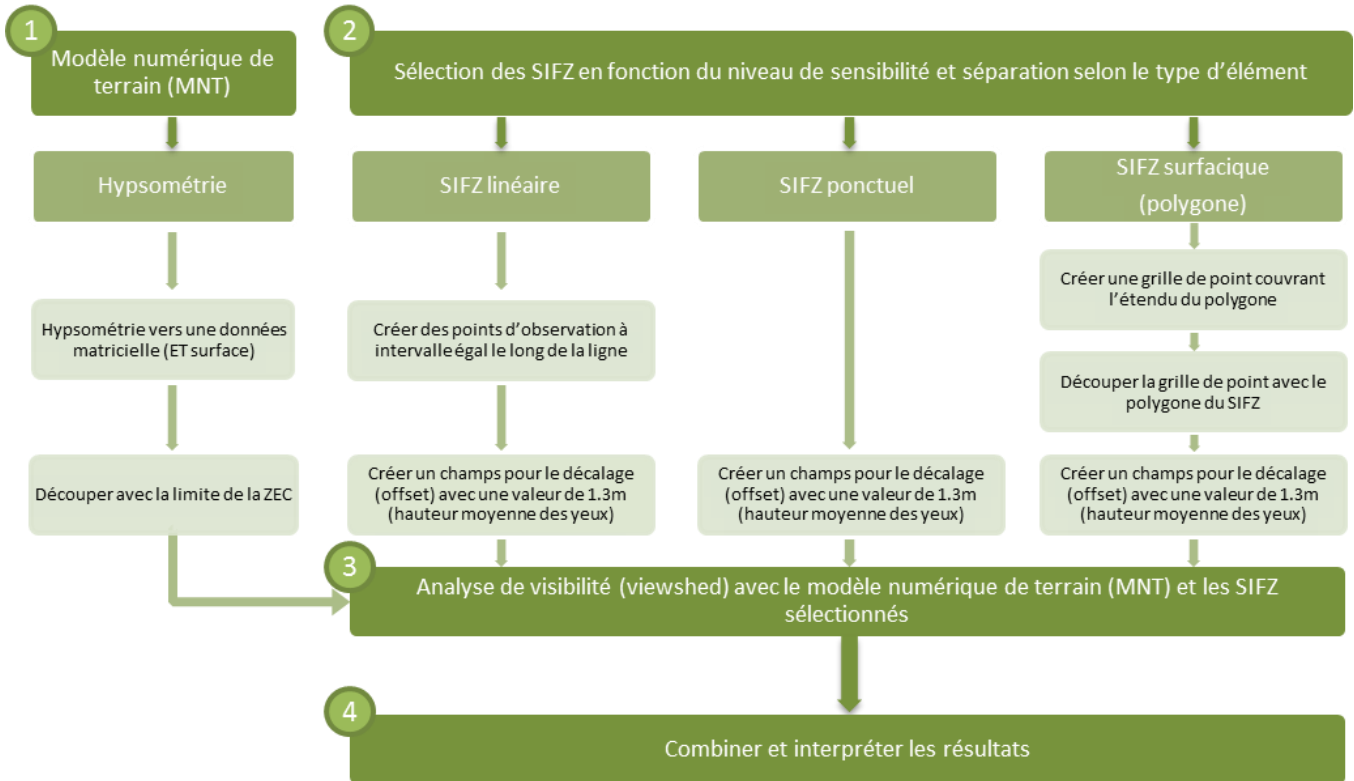 1
Modèle numérique de
terrain (MNT)
Hypsométrie
Hypsométrie vers une données
matricielle (ET surface)
Découper avec la limite de la ZEC
2
Sélection des SIFZ en fonction du niveau de sensibilité et séparation selon le type d'élément
SIFZ linéaire
Créer des points d'observation à
intervalle égal le long de la ligne
Créer un champs pour le décalage
(offset) avec une valeur de 1.3m
(hauteur moyenne des yeux)
SIFZ ponctuel
Créer un champs pour le décalage
(offset) avec une valeur de 1.3m
(hauteur moyenne des yeux)
SIFZ surfacique
(polygone)
Créer une grille de point couvrant
l'étendu du polygone
Découper la grille de point avec le
polygone du SIFZ
Créer un champs pour le décalage
(offset) avec une valeur de 1.3m
(hauteur moyenne des yeux)
3
Analyse de visibilité (viewshed) avec le modèle numérique de terrain (MNT) et les SIFZ
sélectionnés
4
Combiner et interpréter les résultats